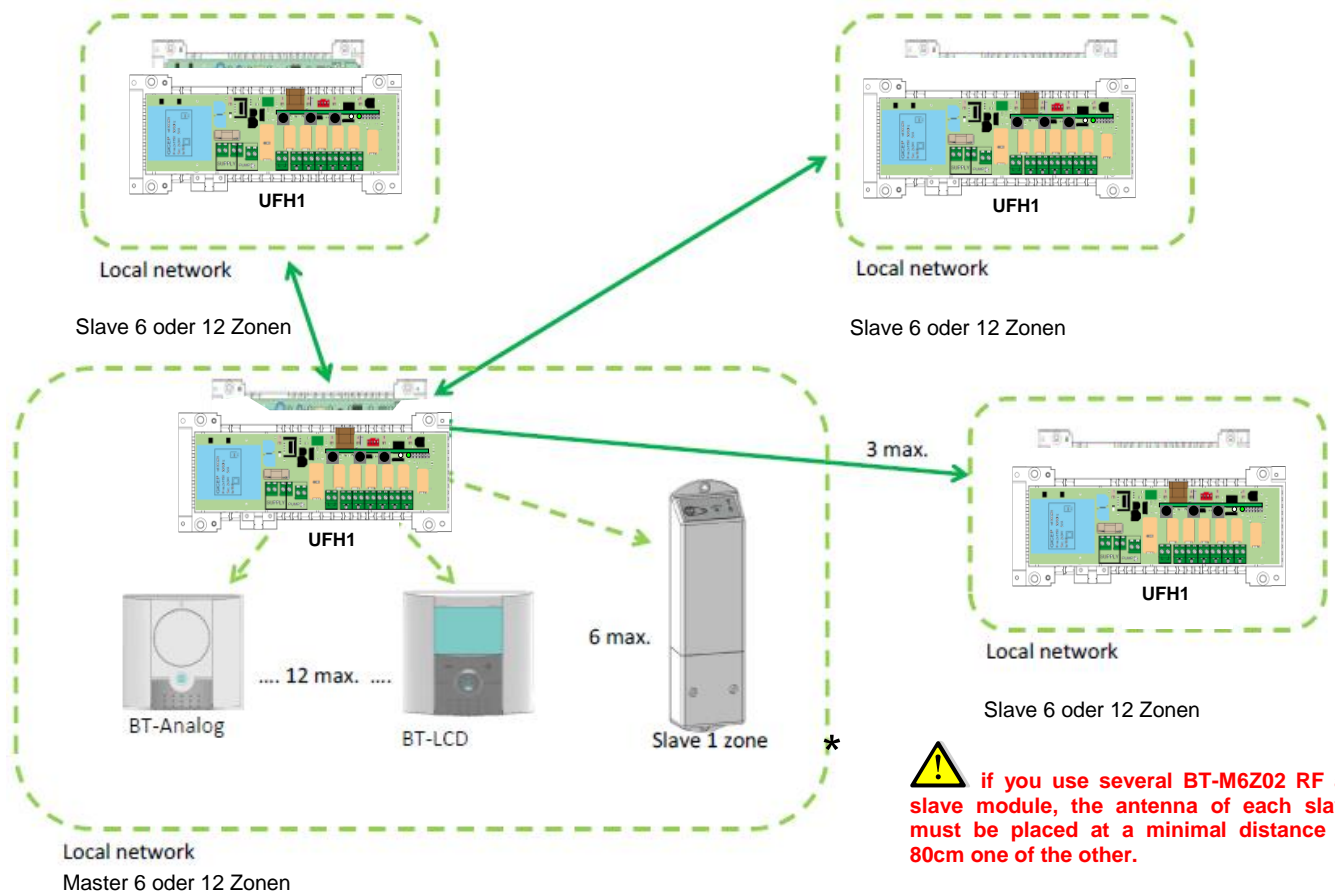 UFH1
Local network
Slave 6 oder 12 Zonen
UFH1
Local network
Slave 6 oder 12 Zonen
UFH1
3 max.
UFH1
Local network
Slave 6 oder 12 Zonen
BT-Analog
.... 12 max. ....
BT-LCD
6 max.
Slave 1 zone
*
if you use several BT-M6Z02 RF
slave module, the antenna of each
must be placed at a minimal distance
80cm one of the other.
Local network
Master 6 oder 12 Zonen